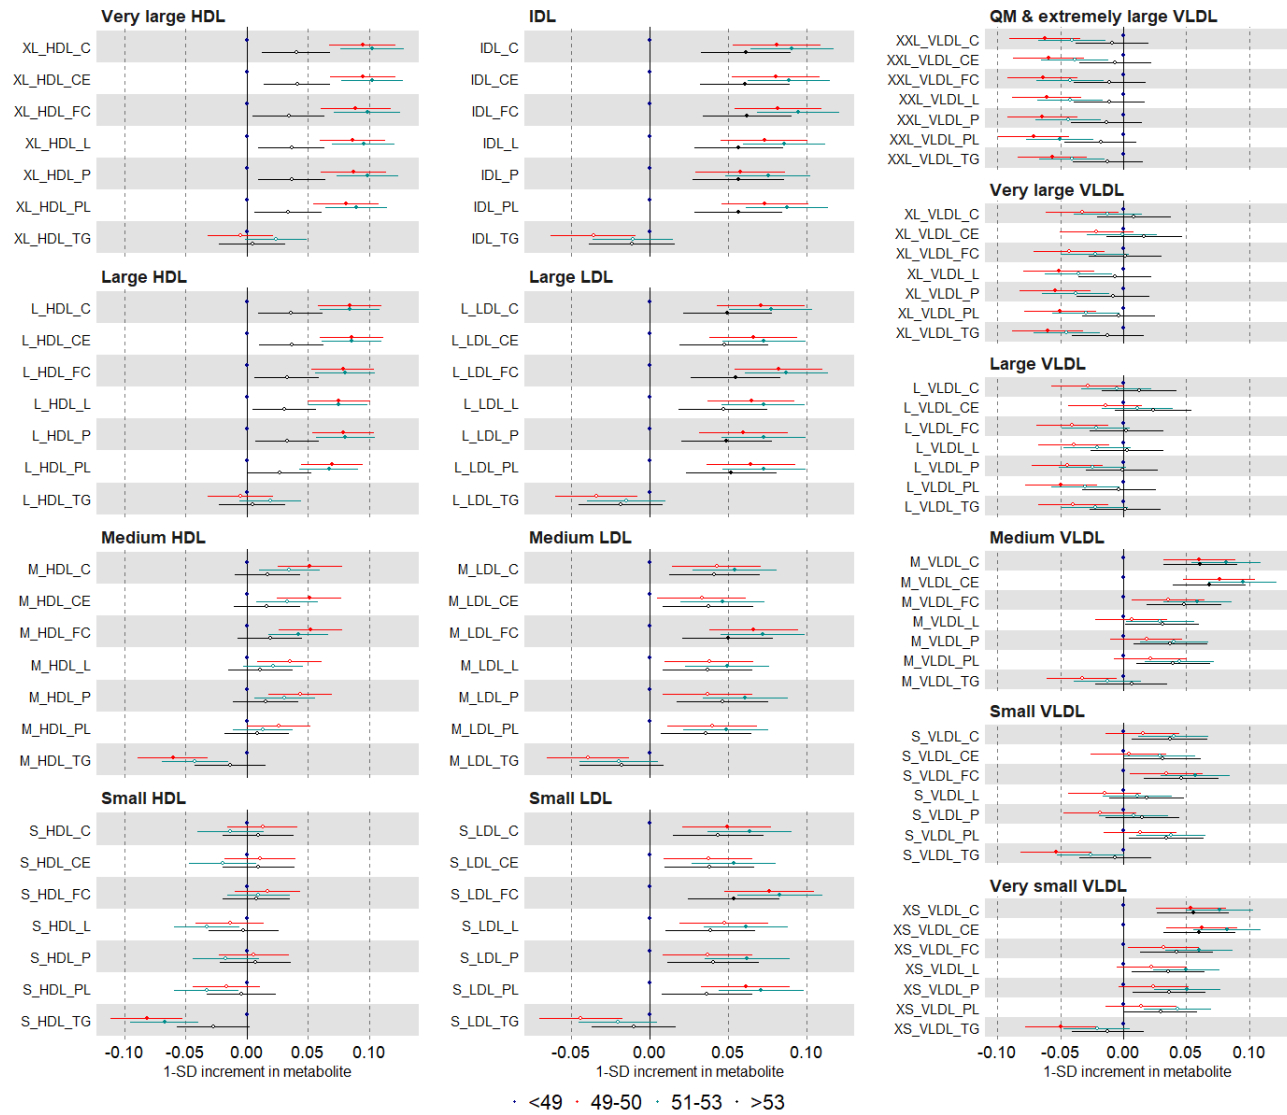 Very large HDL
XL_HDL_C
XL_HDL_CE
XL_HDL_FC
XL_HDL_L
XL_HDL_P
XL_HDL_PL
XL_HDL_TG
Large HDL
L_HDL_C
L_HDL_CE
L_HDL_FC
L_HDL_L
L_HDL_P
L_HDL_PL
L_HDL_TG
Medium HDL
M_HDL_C
M_HDL_CE
M_HDL_FC
M_HDL_L
M_HDL_P
M_HDL_PL
M_HDL_TG
Small HDL
S_HDL_C
S_HDL_CE
S_HDL_FC
S_HDL_L
S_HDL_P
S_HDL_PL
S_HDL_TG
-0.10 -0.05 0.00 0.05 0.10
1-SD increment in metabolite
IDL
IDL_C
IDL_CE
IDL_FC
IDL_L
IDL_P
IDL_PL
IDL_TG
Large LDL
L_LDL_C
L_LDL_CE
L_LDL_FC
L_LDL_L
L_LDL_P
L_LDL_PL
L_LDL_TG
Medium LDL
M_LDL_C
M_LDL_CE
M_LDL_FC
M_LDL_L
M_LDL_P
M_LDL_PL
M_LDL_TG
Small LDL
S_LDL_C
S_LDL_CE
S_LDL_FC
S_LDL_L
S_LDL_P
S_LDL_PL
S_LDL_TG
-0.05 0.00 0.05 0.10
1-SD increment in metabolite
QM & extremely large VLDL
XXL_VLDL_C
XXL_VLDL_CE
XXL_VLDL_FC
XXL_VLDL_L
XXL_VLDL_P
XXL_VLDL_PL
XXL_VLDL_TG
Very large VLDL
XL_VLDL_C
XL_VLDL_CE
XL_VLDL_FC
XL_VLDL_L
XL_VLDL_P
XL_VLDL_PL
XL_VLDL_TG
Large VLDL
L_VLDL_C
L_VLDL_CE
L_VLDL_FC
L_VLDL_L
L_VLDL_P
L_VLDL_PL
L_VLDL_TG
Medium VLDL
M_VLDL_C
M_VLDL_CE
M_VLDL_FC
M_VLDL_L
M_VLDL_P
M_VLDL_PL
M_VLDL_TG
Small VLDL
S_VLDL_C
S_VLDL_CE
S_VLDL_FC
S_VLDL_L
S_VLDL_P
S_VLDL_PL
S_VLDL_TG
Very small VLDL
XS_VLDL_C
XS_VLDL_CE
XS_VLDL_FC
XS_VLDL_L
XS_VLDL_P
XS_VLDL_PL
XS_VLDL_TG
-0.10 -0.05 0.00 0.05 0.10
1-SD increment in metabolite
<49 49-50 51-53 >53